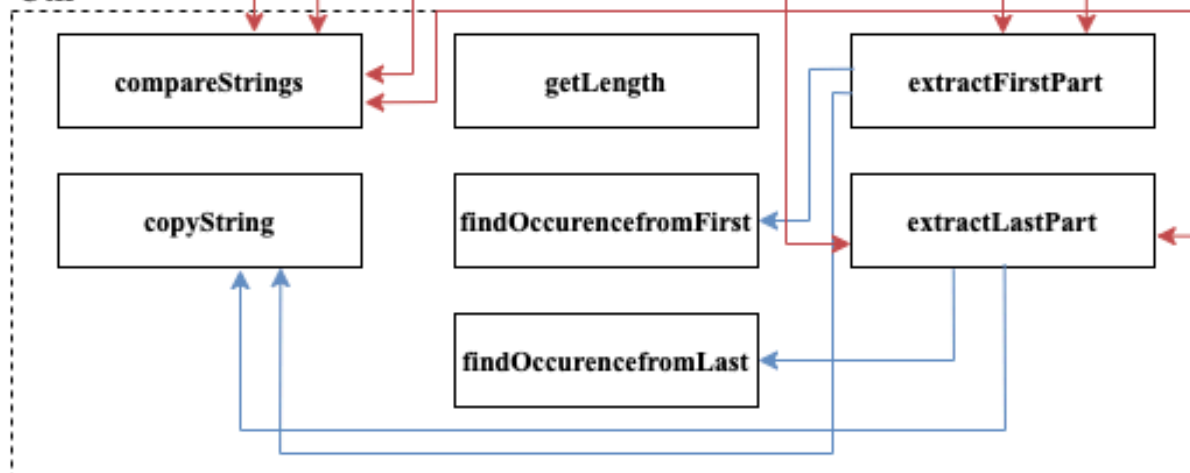 compareStrings
getLength
extractFirstPart
copyString
findOccurencefromFirst
extractLastPart
findOccurencefromLast